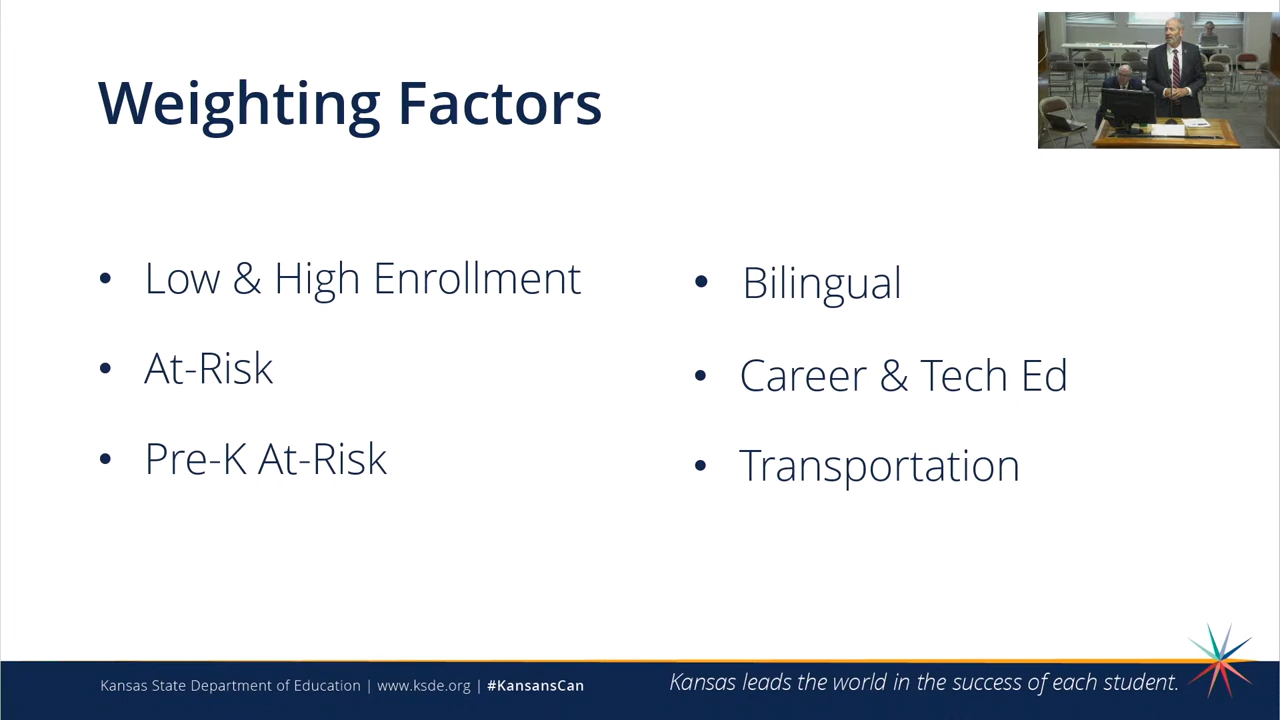 Weighting Factors
• Low & High Enrollment
• At-Risk
• Pre-K At-Risk
• Bilingual
• Career & Tech Ed
• Transportation
Kansas State Department of Education | www.ksde.org | #KansansCan
Kansas leads the world in the success of each student.